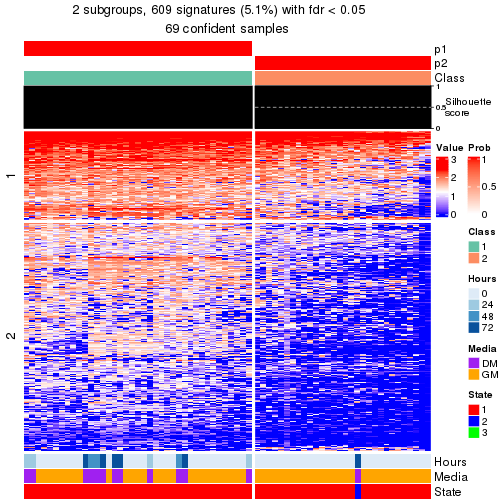 2 subgroups, 609 signatures (5.1%) with fdr < 0.05
69 confident samples
p1
p2
Class
1
0.5
0
Silhouette
score
1
2
Value
3
2
1
0
Prob
1
0.5
0
Class
1
2
Hours
0
24
48
72
Media
DM
GM
State
1
2
3
Hours
Media
State